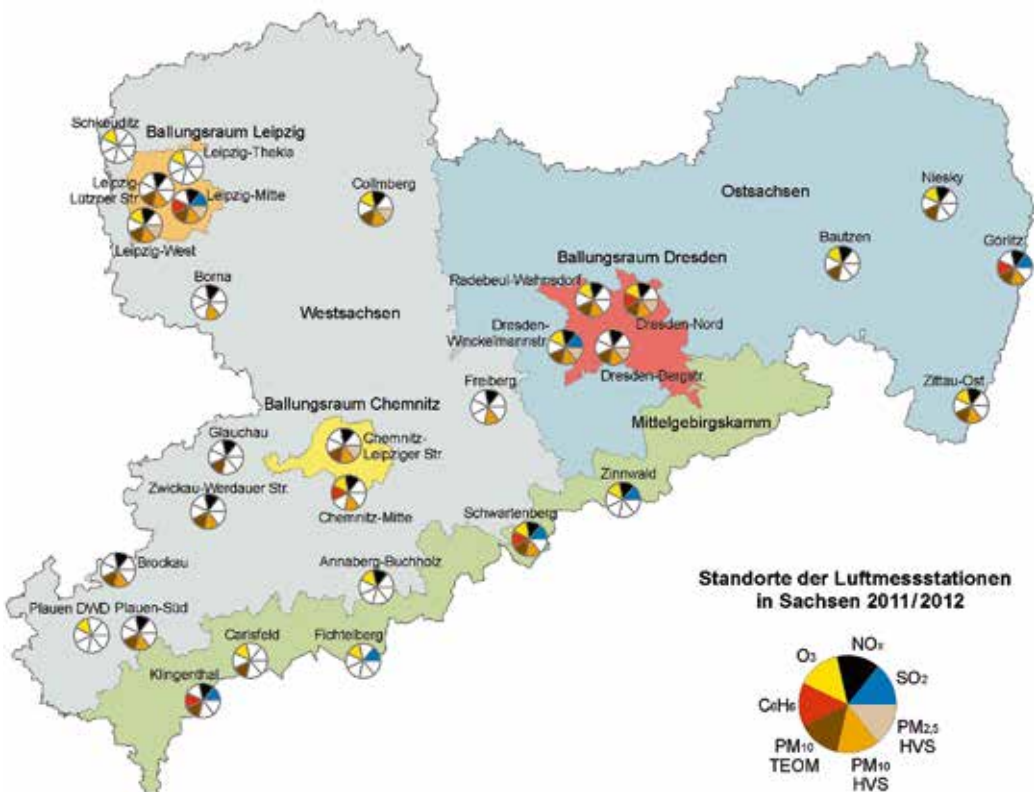 Schkeuditz
Ballungsraum Leipzig
Leipzig-Thekla
Leipzig-
Lützner Str.
Leipzig-Mitte
Leipzig-West
Collmberg
Borna
Westsachsen
Ostsachsen
Niesky
Bautzen
Görlitz
Ballungsraum Dresden
Radebeul-Wahnsdorf
Dresden-Nord
Dresden-
Winckelmannstr.
Dresden-Bergstr.
Zittau-Ost
Mittelgebirgskamm
Freiberg
Ballungsraum Chemnitz
Chemnitz-
Leipziger Str.
Chemnitz-Mitte
Glauchau
Zwickau-Werdauer Str.
Zinnwald
Schwartenberg
Brockau
Annaberg-Buchholz
Plauen DWD
Plauen-Süd
Carlsfeld
Fichtelberg
Klingenthal
Standorte der Luftmessstationen
in Sachsen 2011/2012
O₃
NOₓ
SO₂
C₆H₆
PM₂,₅
HVS
PM₁₀
TEOM
PM₁₀
HVS